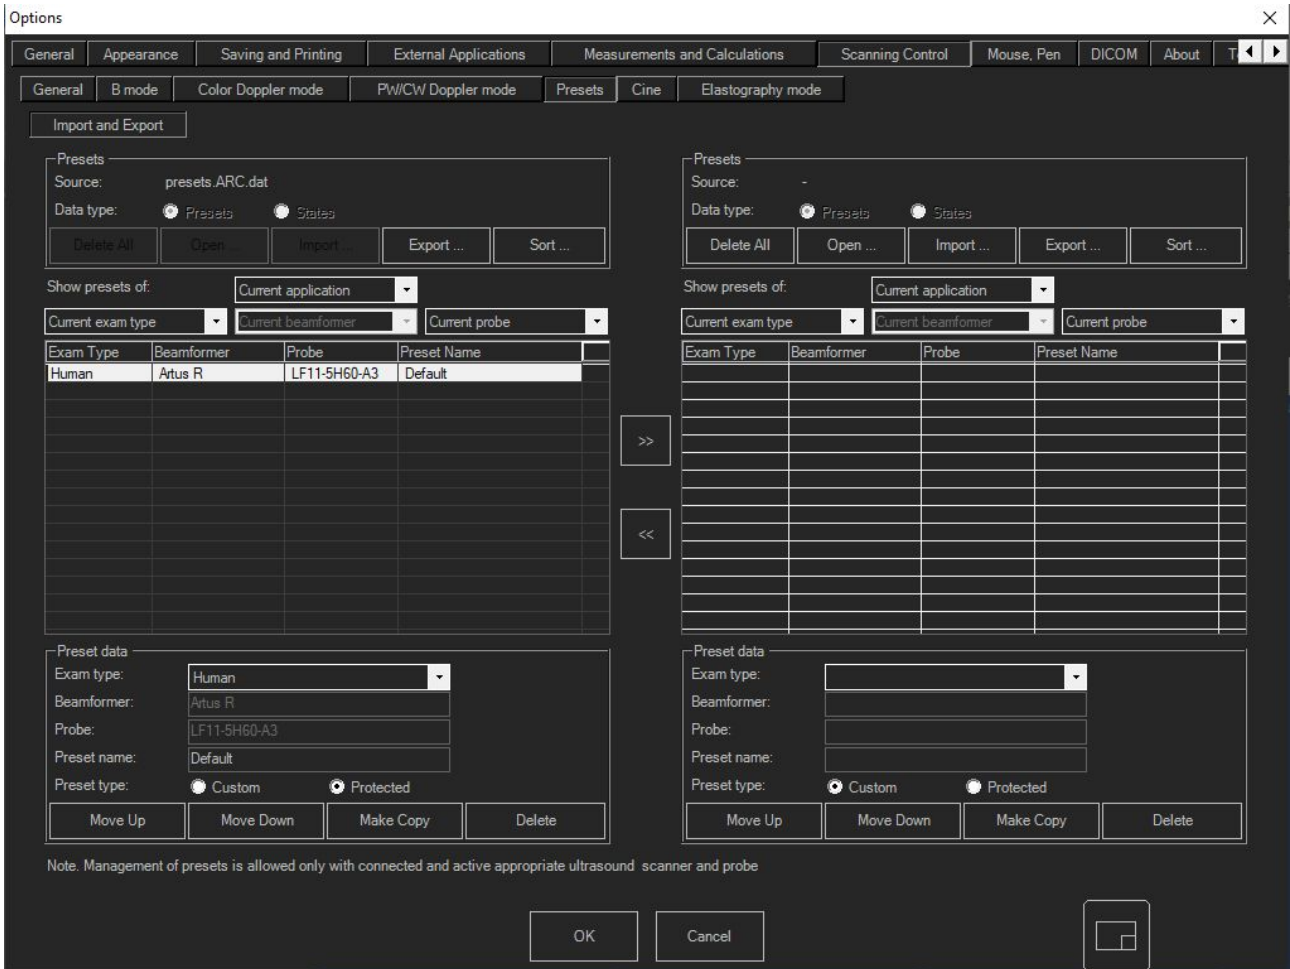 Options
General Appearance Saving and Printing External Applications Measurements and Calculations Scanning Control Mouse, Pen DICOM About
General B mode Color Doppler mode PW/CW Doppler mode Presets Cine Elastography mode
Import and Export
Presets
Source: presets.ARC.dat
Data type: Presets States
Delete All Open ... Import ... Export ... Sort ...
Show presets of: Current application
Current exam type Current beamformer Current probe
Exam Type Beamformer Probe Preset Name
Human Artus R LF11-5H60-A3 Default
Preset data
Exam type: Human
Beamformer: Artus R
Probe: LF11-5H60-A3
Preset name: Default
Preset type: Custom Protected
Move Up Move Down Make Copy Delete
>>
<<
Presets
Source: -
Data type: Presets States
Delete All Open ... Import ... Export ... Sort ...
Show presets of: Current application
Current exam type Current beamformer Current probe
Exam Type Beamformer Probe Preset Name
Preset data
Exam type:
Beamformer:
Probe:
Preset name:
Preset type: Custom Protected
Move Up Move Down Make Copy Delete
Note. Management of presets is allowed only with connected and active appropriate ultrasound scanner and probe
OK Cancel